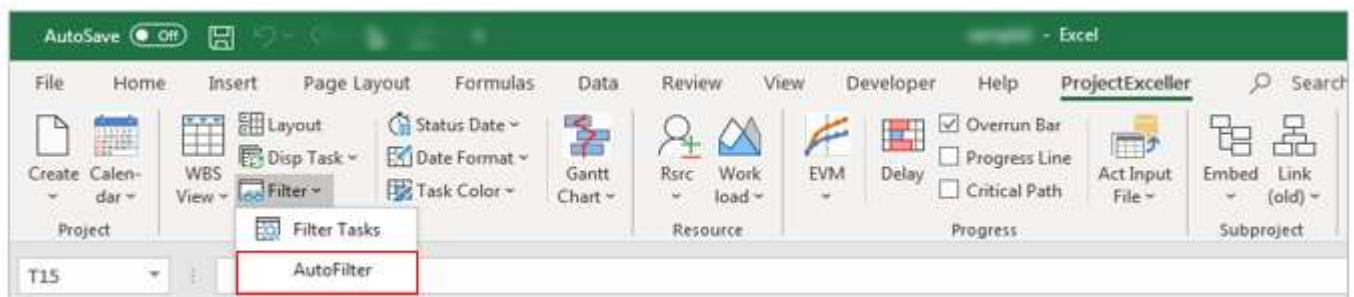 AutoSave Off - Excel
File Home Insert Page Layout Formulas Data Review View Developer Help ProjectExceller Search
Layout Status Date Overrun Bar
Disp Task Date Format Progress Line
Create Calen- WBS Gantt Rsrc Work EVM Delay Act Input Embed Link
dar View Filter Task Color Chart load Critical Path File (old)
Project Resource Progress Subproject
Filter Tasks
AutoFilter
T15